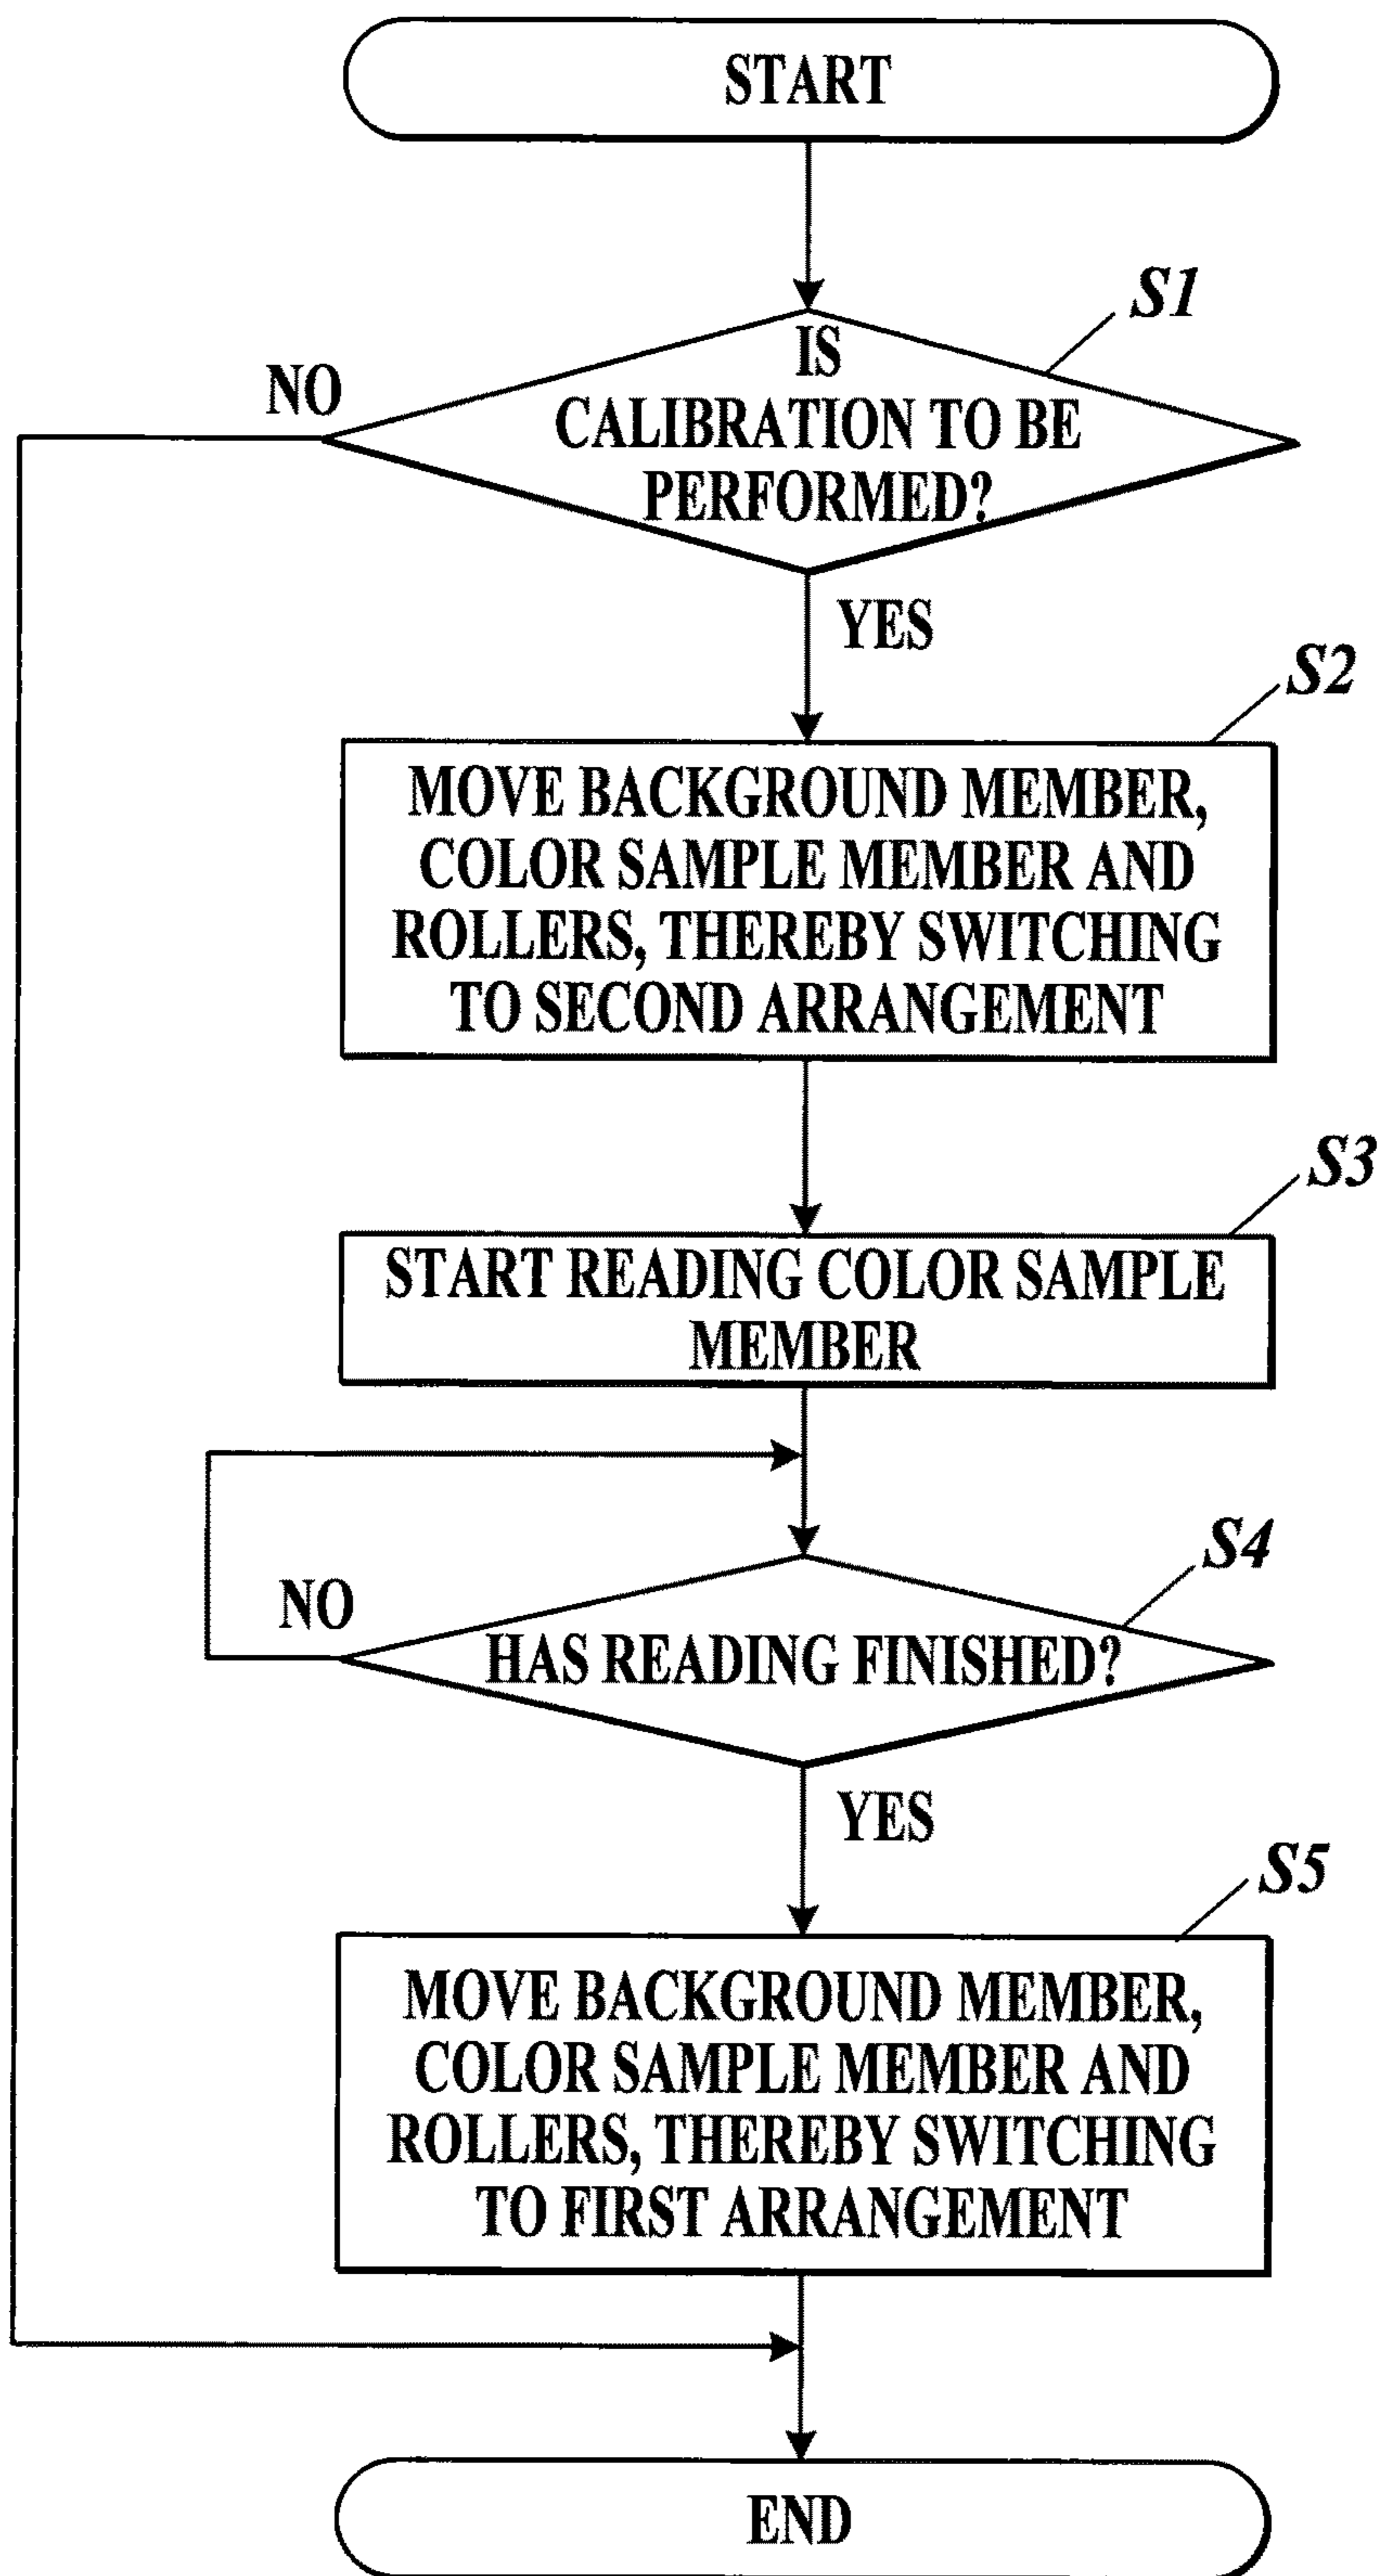 START
S1
IS
NO
CALIBRATION TO BE
PERFORMED?
YES
S2
MOVE BACKGROUND MEMBER,
COLOR SAMPLE MEMBER AND
ROLLERS, THEREBY SWITCHING
TO SECOND ARRANGEMENT
S3
START READING COLOR SAMPLE
MEMBER
S4
NO
HAS READING FINISHED?
YES
S5
MOVE BACKGROUND MEMBER,
COLOR SAMPLE MEMBER AND
ROLLERS, THEREBY SWITCHING
TO FIRST ARRANGEMENT
END